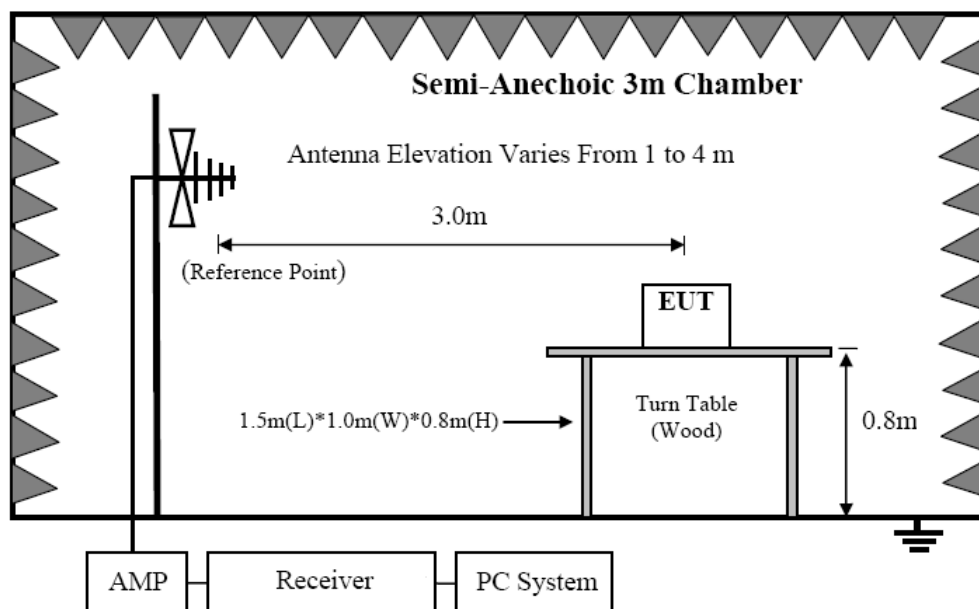 Semi-Anechoic 3m Chamber
Antenna Elevation Varies From 1 to 4 m
3.0m
(Reference Point)
EUT
1.5m(L)*1.0m(W)*0.8m(H)
Turn Table
(Wood)
0.8m
AMP
Receiver
PC System